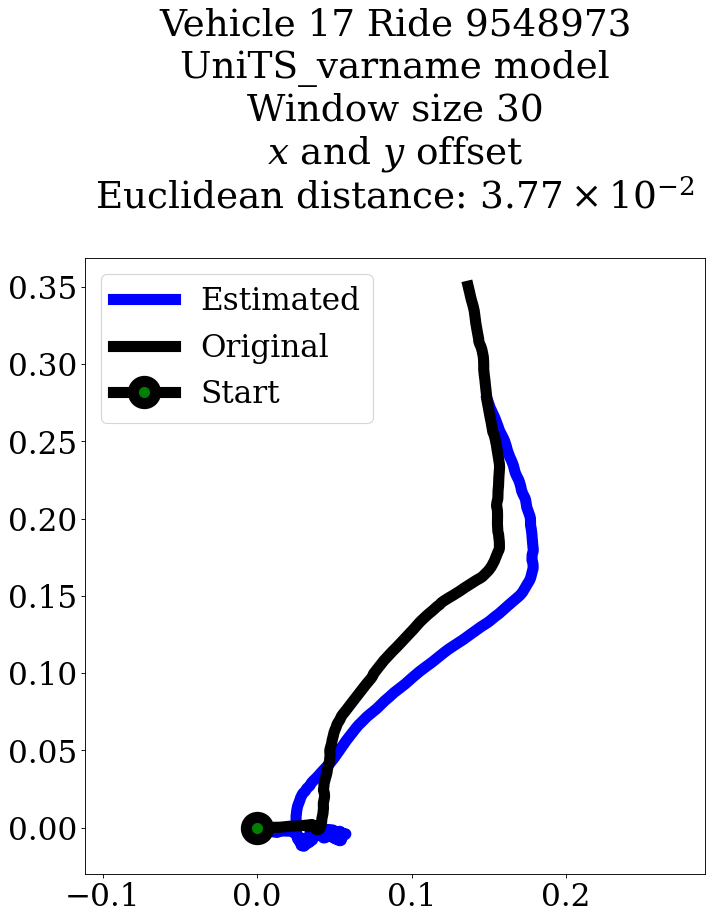 Vehicle 17 Ride 9548973
UniTS_varname model
Window size 30
x and y offset
Euclidean distance: 3.77 × 10⁻²
Estimated
Original
Start
0.35
0.30
0.25
0.20
0.15
0.10
0.05
0.00
−0.1 0.0 0.1 0.2